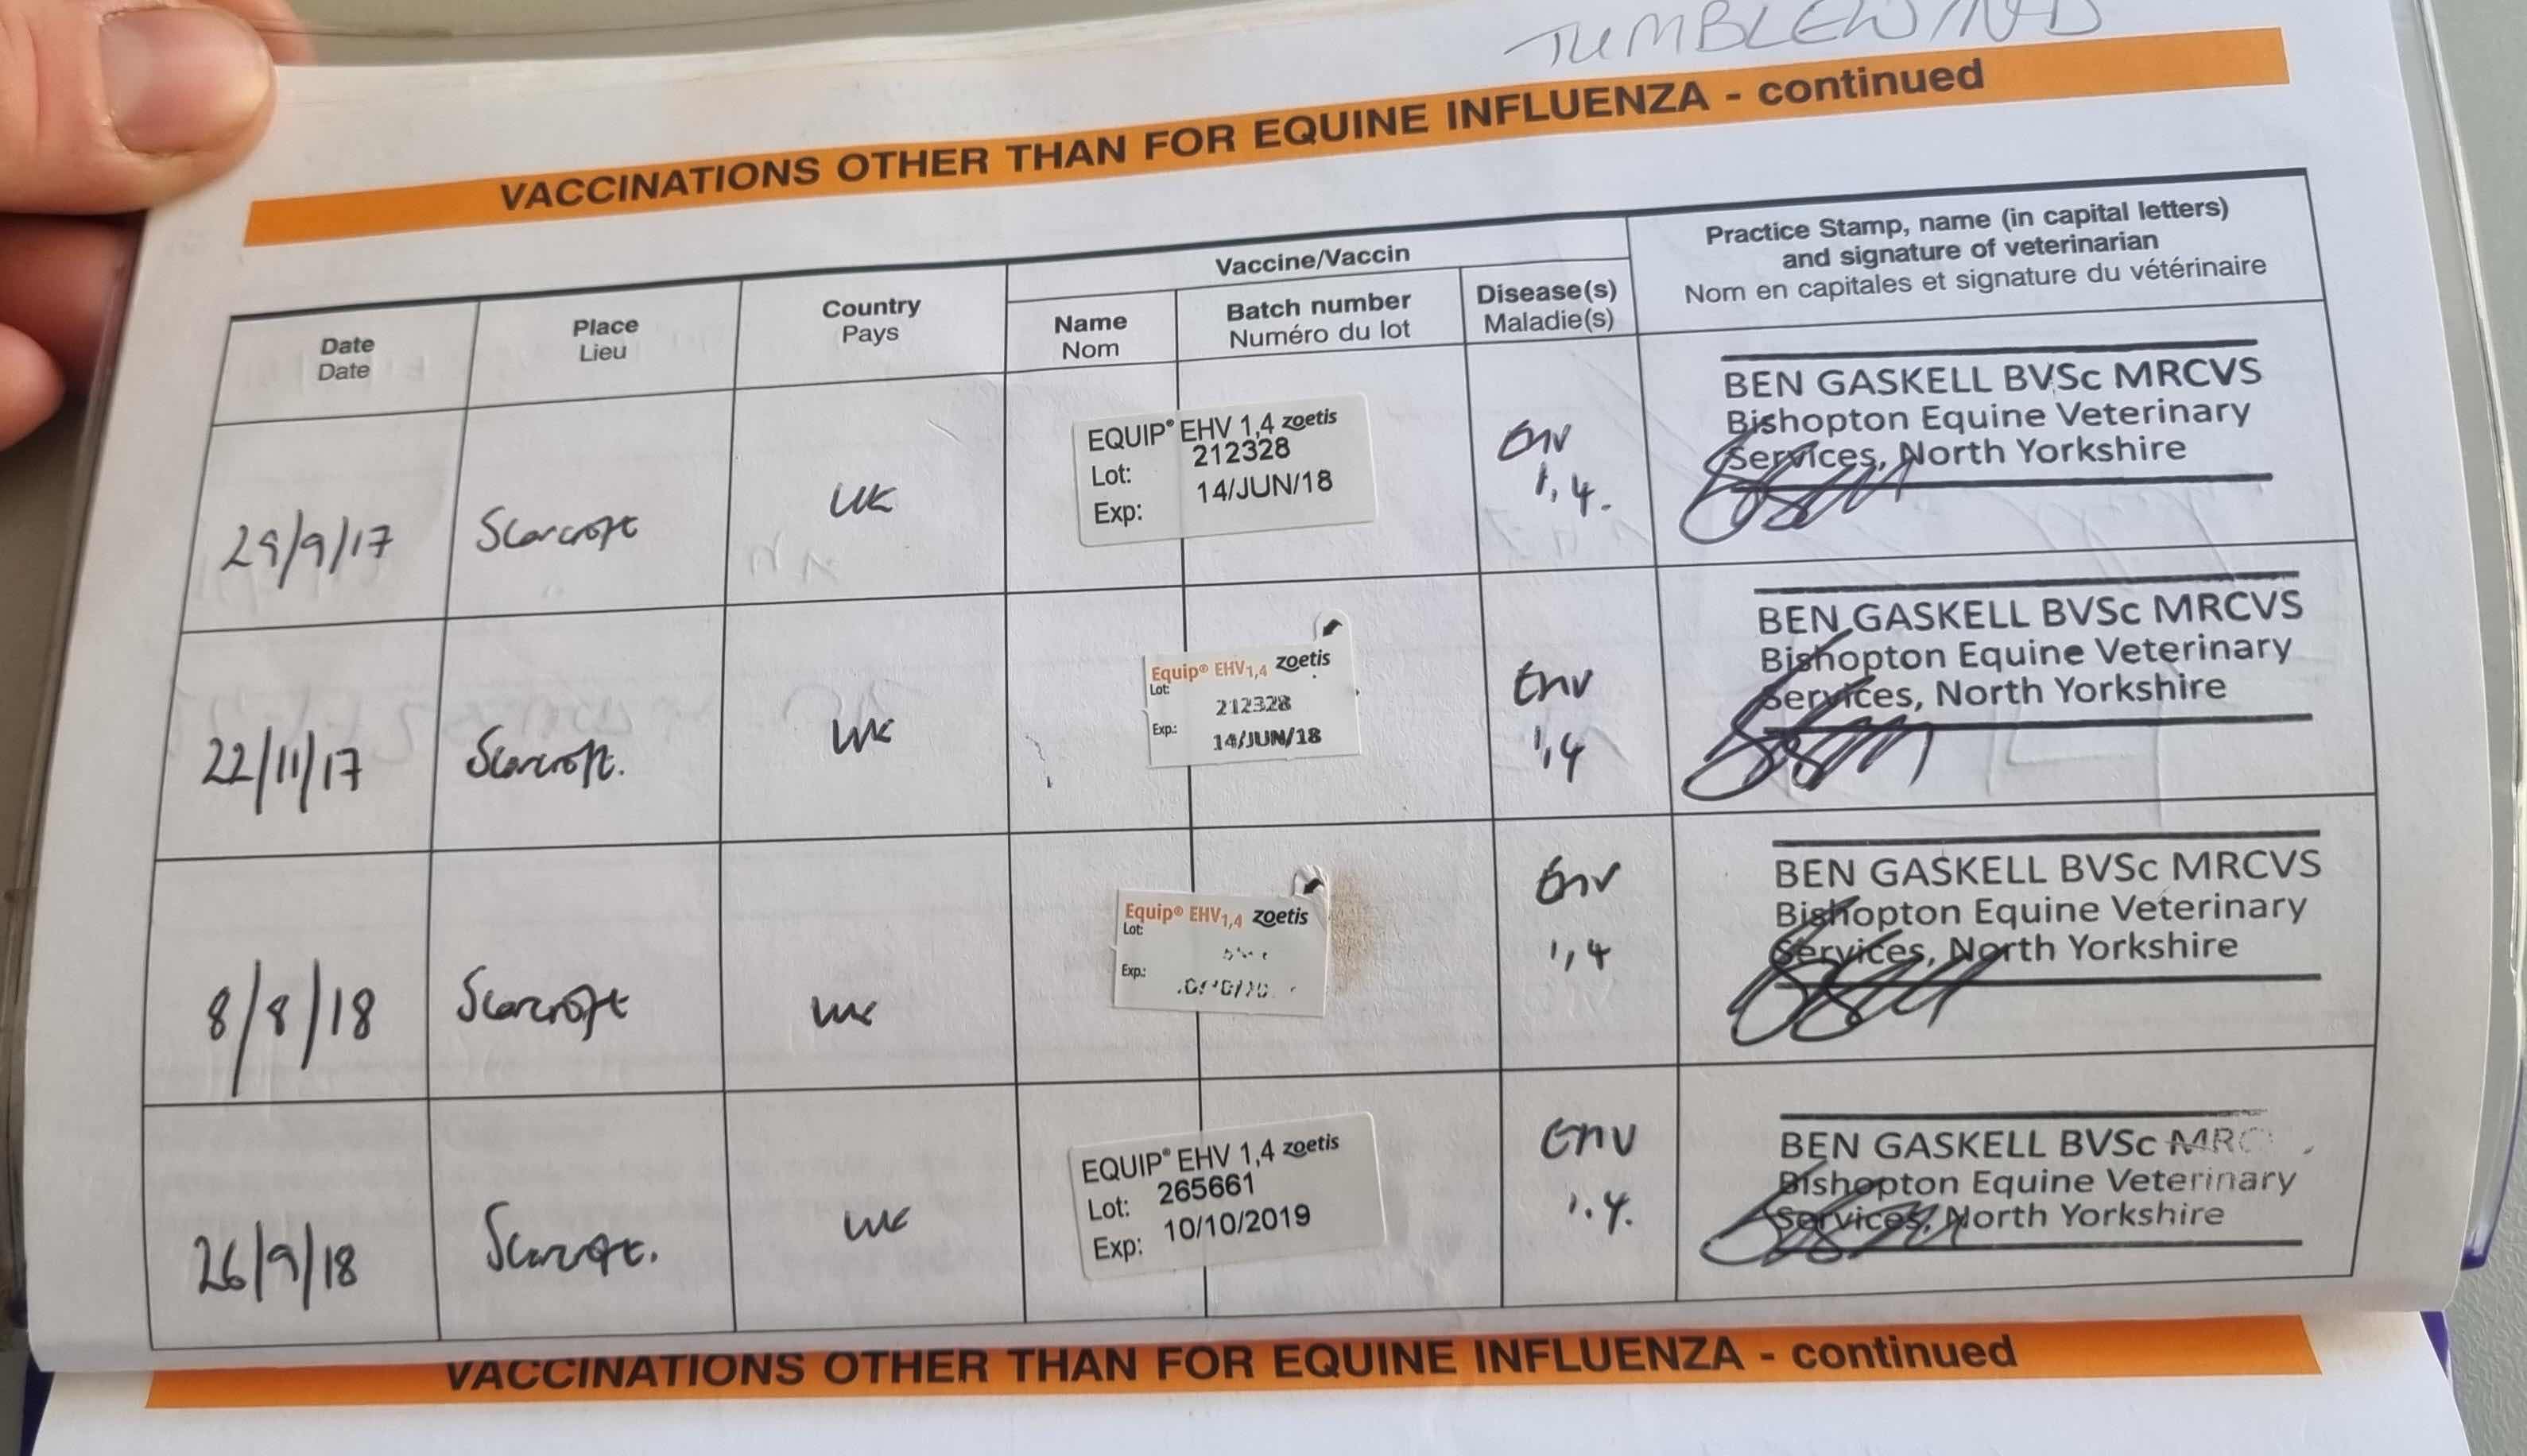 TUMBLEWIND
VACCINATIONS OTHER THAN FOR EQUINE INFLUENZA - continued
Date
Date
Place
Lieu
Country
Pays
Vaccine/Vaccin
Name
Nom
Batch number
Numéro du lot
Disease(s)
Maladie(s)
Practice Stamp, name (in capital letters)
and signature of veterinarian
Nom en capitales et signature du vétérinaire
29/9/17
Scarcroft
UK
EQUIP® EHV 1,4 zoetis
Lot: 212328
Exp: 14/JUN/18
EHV
1,4.
BEN GASKELL BVSc MRCVS
Bishopton Equine Veterinary
Services, North Yorkshire
22/11/17
Scarcroft.
UK
Equip® EHV1,4 zoetis
Lot:
212328
Exp.:
14/JUN/18
EHV
1,4
BEN GASKELL BVSc MRCVS
Bishopton Equine Veterinary
Services, North Yorkshire
8/8/18
Scarcroft
UK
Equip® EHV1,4 zoetis
Lot:
Exp.:
EHV
1,4
BEN GASKELL BVSc MRCVS
Bishopton Equine Veterinary
Services, North Yorkshire
26/9/18
Scarcroft.
UK
EQUIP® EHV 1,4 zoetis
Lot: 265661
Exp: 10/10/2019
EHV
1.4.
BEN GASKELL BVSc MRC
Bishopton Equine Veterinary
Services, North Yorkshire
VACCINATIONS OTHER THAN FOR EQUINE INFLUENZA - continued